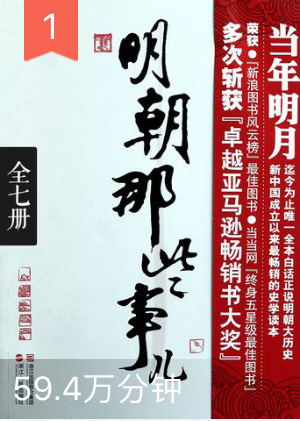 1
明朝那些事儿
当年明月
迄今为止唯一全本白话正说明朝大历史
新中国成立以来最畅销的史学读本
荣获●『新浪图书风云榜』最佳图书●当当网『终身五星级最佳图书』
多次斩获『卓越亚马逊畅销书大奖』
全七册
59.4万分钟